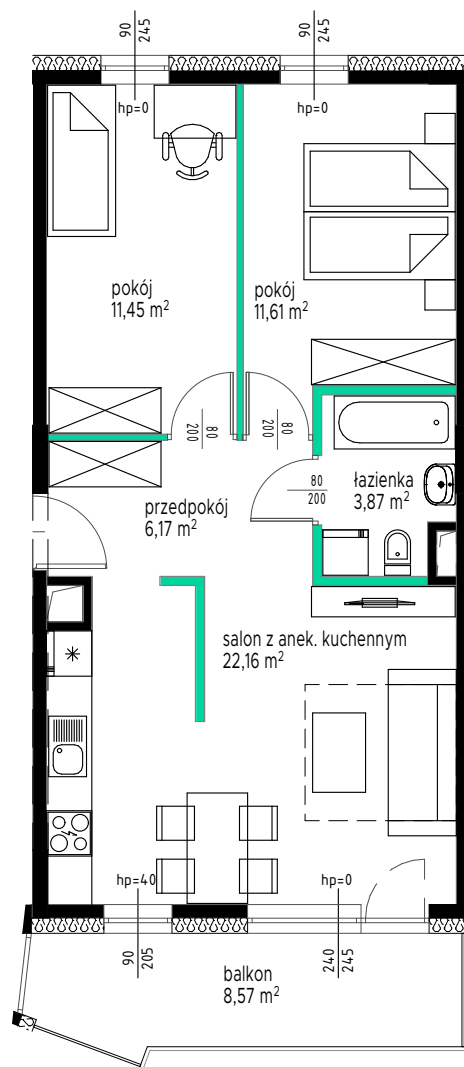 90
245
90
245
hp=0
hp=0
pokój
11,45 m²
pokój
11,61 m²
80
200
80
200
80
200
łazienka
3,87 m²
przedpokój
6,17 m²
salon z anek. kuchennym
22,16 m²
hp=40
hp=0
90
205
240
245
balkon
8,57 m²